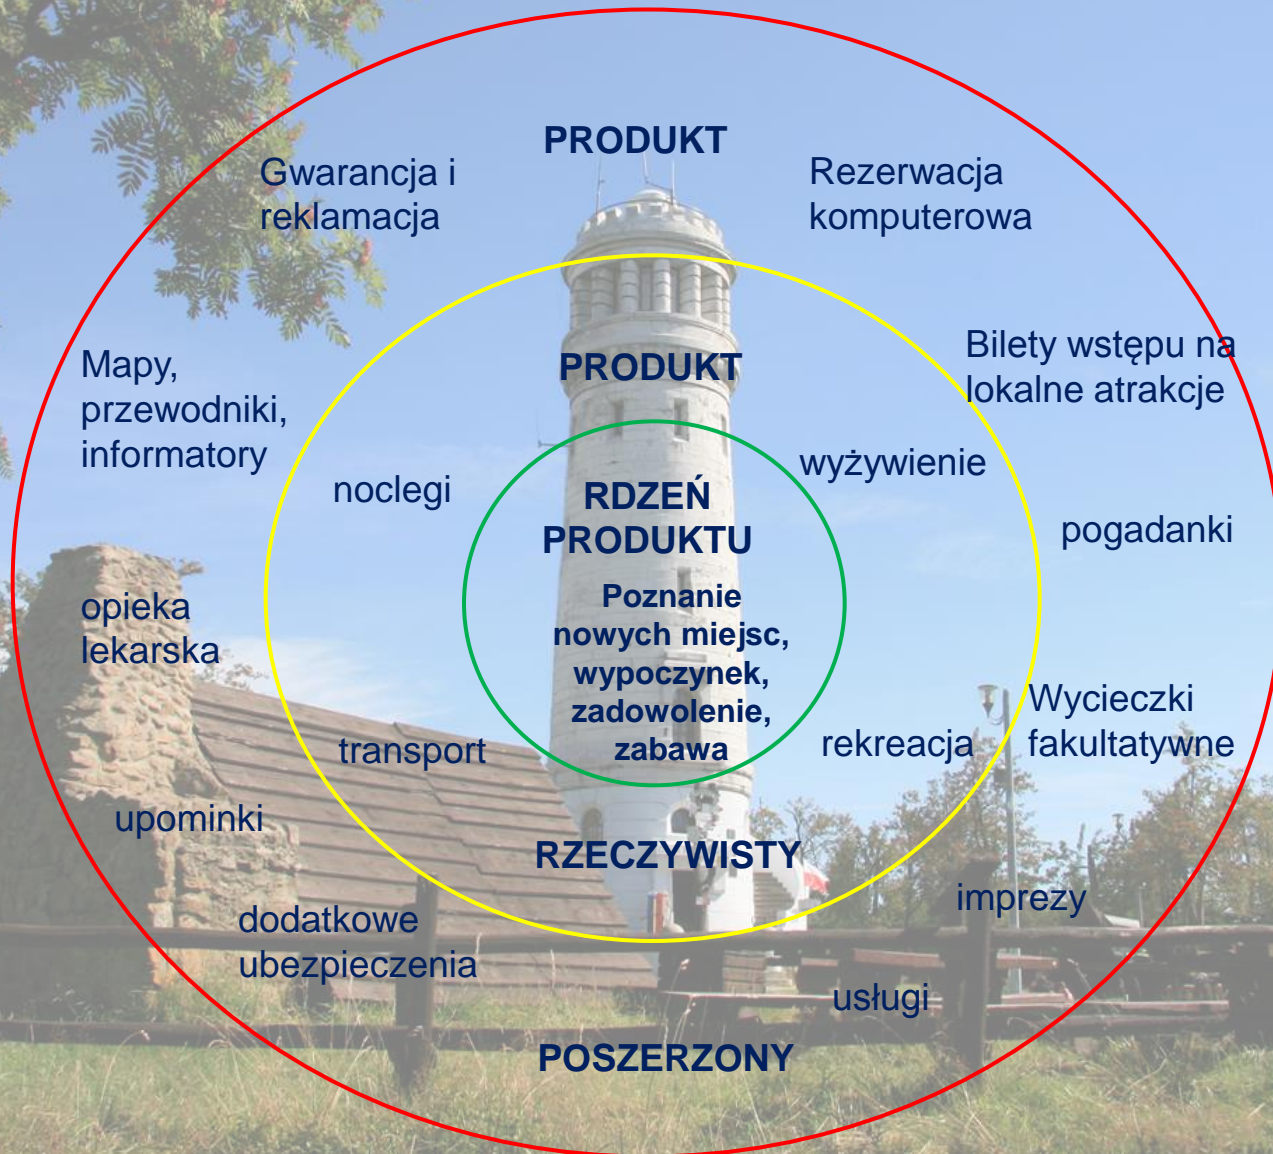 PRODUKT
Gwarancja i
reklamacja
Rezerwacja
komputerowa
PRODUKT
Bilety wstępu na
lokalne atrakcje
Mapy,
przewodniki,
informatory
noclegi
wyżywienie
RDZEŃ
PRODUKTU
pogadanki
Poznanie
nowych miejsc,
wypoczynek,
zadowolenie,
zabawa
opieka
lekarska
transport
rekreacja
Wycieczki
fakultatywne
upominki
RZECZYWISTY
imprezy
dodatkowe
ubezpieczenia
usługi
POSZERZONY